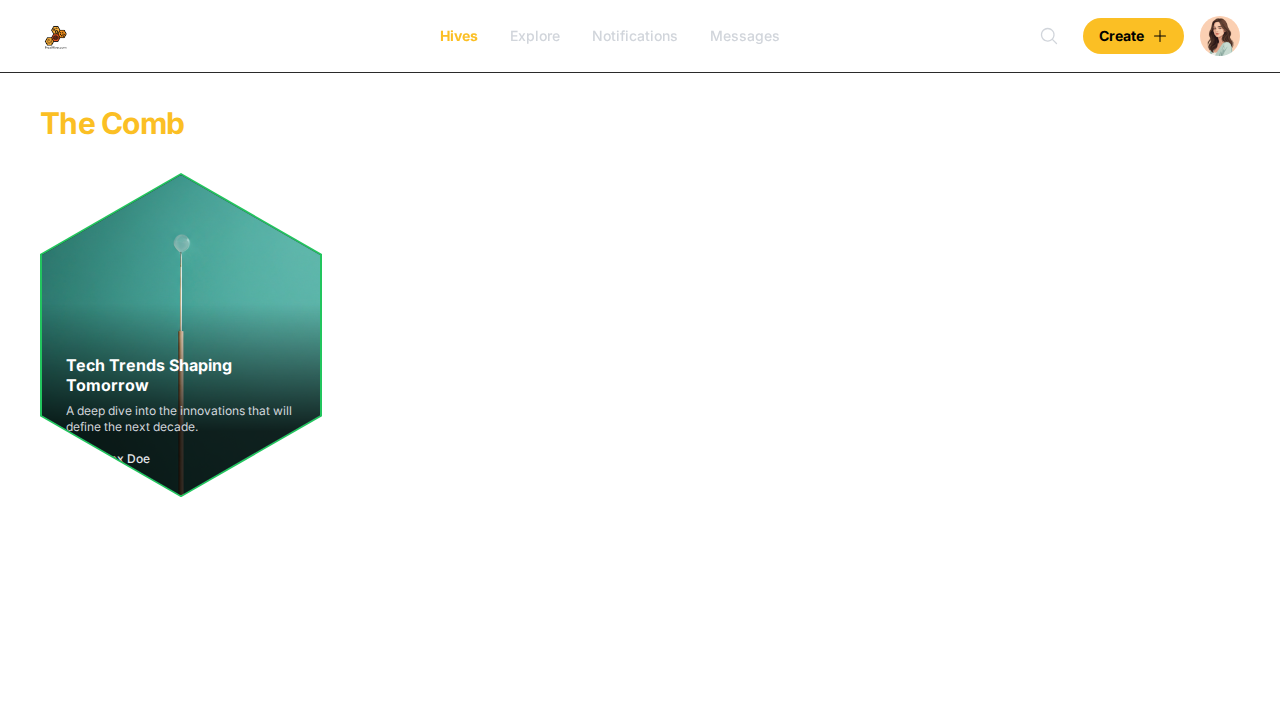 Hives
Explore
Notifications
Messages
Create
The Comb
Tech Trends Shaping
Tomorrow
A deep dive into the innovations that will
define the next decade.
Doe